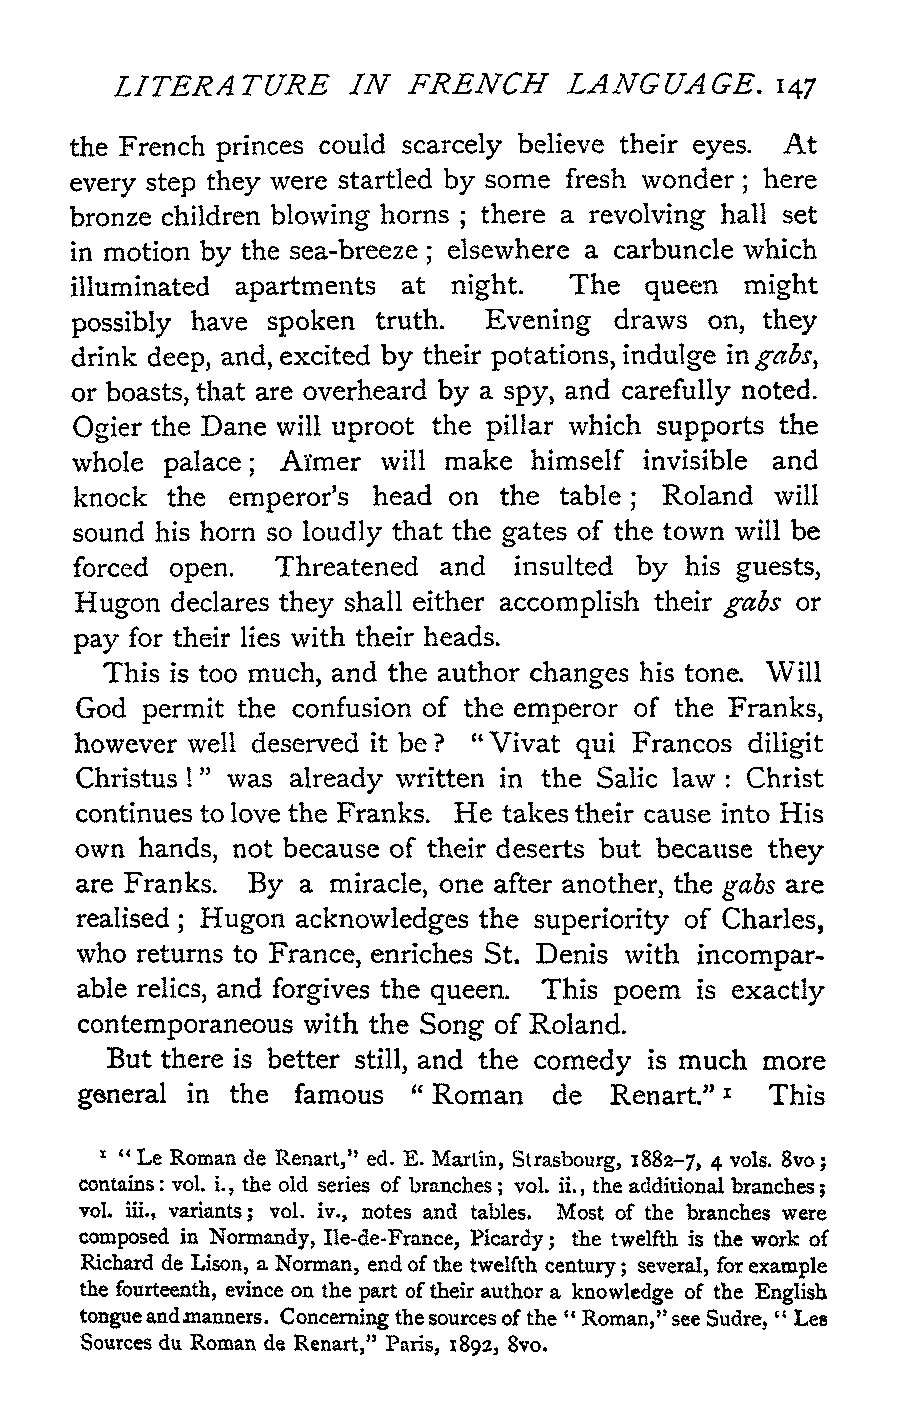 LITERATURE IN FRENCH LANGUAGE. 147
the French princes could scarcely believe their eyes. At
every step they were startled by some fresh wonder ; here
bronze children blowing horns ; there a revolving hall set
in motion by the sea-breeze ; elsewhere a carbuncle which
illuminated apartments at night. The queen might
possibly have spoken truth. Evening draws on, they
drink deep, and, excited by their potations, indulge in gabs,
or boasts, that are overheard by a spy, and carefully noted.
Ogier the Dane will uproot the pillar which supports the
whole palace ; Aïmer will make himself invisible and
knock the emperor's head on the table ; Roland will
sound his horn so loudly that the gates of the town will be
forced open. Threatened and insulted by his guests,
Hugon declares they shall either accomplish their gabs or
pay for their lies with their heads.
This is too much, and the author changes his tone. Will
God permit the confusion of the emperor of the Franks,
however well deserved it be ? "Vivat qui Francos diligit
Christus !" was already written in the Salic law : Christ
continues to love the Franks. He takes their cause into His
own hands, not because of their deserts but because they
are Franks. By a miracle, one after another, the gabs are
realised ; Hugon acknowledges the superiority of Charles,
who returns to France, enriches St. Denis with incompar-
able relics, and forgives the queen. This poem is exactly
contemporaneous with the Song of Roland.
But there is better still, and the comedy is much more
general in the famous " Roman de Renart." ¹ This
¹ " Le Roman de Renart," ed. E. Martin, Strasbourg, 1882–7, 4 vols. 8vo ;
contains : vol. i., the old series of branches ; vol. ii., the additional branches ;
vol. iii., variants ; vol. iv., notes and tables. Most of the branches were
composed in Normandy, Ile-de-France, Picardy ; the twelfth is the work of
Richard de Lison, a Norman, end of the twelfth century ; several, for example
the fourteenth, evince on the part of their author a knowledge of the English
tongue and manners. Concerning the sources of the " Roman," see Sudre, " Les
Sources du Roman de Renart," Paris, 1892, 8vo.